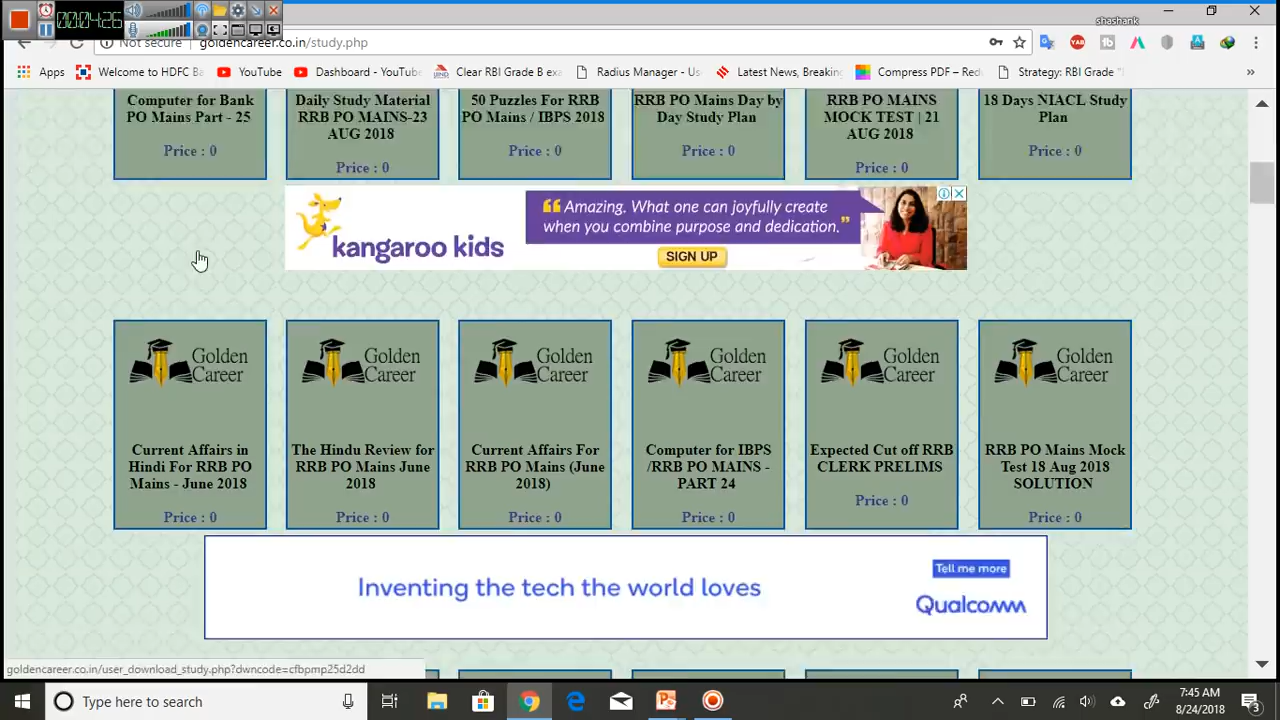 00:04:26
shashank
Not secure
goldencareer.co.in/study.php
Apps
Welcome to HDFC Ba
YouTube
Dashboard - YouTube
Clear RBI Grade B exa
Radius Manager - Us
Latest News, Breaking
Compress PDF – Red
Strategy: RBI Grade "I
»
Computer for Bank
PO Mains Part - 25
Price : 0
Daily Study Material
RRB PO MAINS-23
AUG 2018
Price : 0
50 Puzzles For RRB
PO Mains / IBPS 2018
Price : 0
RRB PO Mains Day by
Day Study Plan
Price : 0
RRB PO MAINS
MOCK TEST | 21
AUG 2018
Price : 0
18 Days NIACL Study
Plan
Price : 0
kangaroo kids
“Amazing. What one can joyfully create
when you combine purpose and dedication.”
SIGN UP
Golden
Career
Current Affairs in
Hindi For RRB PO
Mains - June 2018
Price : 0
Golden
Career
The Hindu Review for
RRB PO Mains June
2018
Price : 0
Golden
Career
Current Affairs For
RRB PO Mains (June
2018)
Price : 0
Golden
Career
Computer for IBPS
/RRB PO MAINS -
PART 24
Price : 0
Golden
Career
Expected Cut off RRB
CLERK PRELIMS
Price : 0
Golden
Career
RRB PO Mains Mock
Test 18 Aug 2018
SOLUTION
Price : 0
Inventing the tech the world loves
Tell me more
Qualcomm
goldencareer.co.in/user_download_study.php?dwncode=cfbpmp25d2dd
Type here to search
7:45 AM
8/24/2018
3